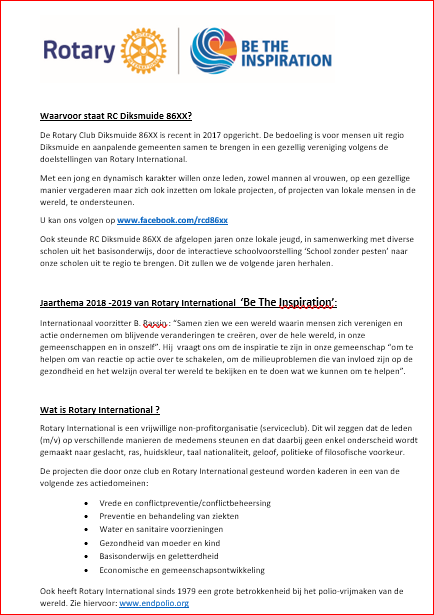 Rotary
BE THE
INSPIRATION
Waarvoor staat RC Diksmuide 86XX?
De Rotary Club Diksmuide 86XX is recent in 2017 opgericht. De bedoeling is voor mensen uit regio
Diksmuide en aanpalende gemeenten samen te brengen in een gezellig vereniging volgens de
doelstellingen van Rotary International.
Met een jong en dynamisch karakter willen onze leden, zowel mannen al vrouwen, op een gezellige
manier vergaderen maar zich ook inzetten om lokale projecten, of projecten van lokale mensen in de
wereld, te ondersteunen.
U kan ons volgen op www.facebook.com/rcd86xx
Ook steunde RC Diksmuide 86XX de afgelopen jaren onze lokale jeugd, in samenwerking met diverse
scholen uit het basisonderwijs, door de interactieve schoolvoorstelling 'School zonder pesten' naar
onze scholen uit te regio te brengen. Dit zullen we de volgende jaren herhalen.
Jaarthema 2018 -2019 van Rotary International 'Be The Inspiration':
Internationaal voorzitter B. Rassin : "Samen zien we een wereld waarin mensen zich verenigen en
actie ondernemen om blijvende veranderingen te creëren, over de hele wereld, in onze
gemeenschappen en in onszelf". Hij vraagt ons om de inspiratie te zijn in onze gemeenschap "om te
helpen om van reactie op actie over te schakelen, om de milieuproblemen die van invloed zijn op de
gezondheid en het welzijn overal ter wereld te bekijken en te doen wat we kunnen om te helpen".
Wat is Rotary International ?
Rotary International is een vrijwillige non-profitorganisatie (serviceclub). Dit wil zeggen dat de leden
(m/v) op verschillende manieren de medemens steunen en dat daarbij geen enkel onderscheid wordt
gemaakt naar geslacht, ras, huidskleur, taal nationaliteit, geloof, politieke of filosofische voorkeur.
De projecten die door onze club en Rotary International gesteund worden kaderen in een van de
volgende zes actiedomeinen:
• Vrede en conflictpreventie/conflictbeheersing
• Preventie en behandeling van ziekten
• Water en sanitaire voorzieningen
• Gezondheid van moeder en kind
• Basisonderwijs en geletterdheid
• Economische en gemeenschapsontwikkeling
Ook heeft Rotary International sinds 1979 een grote betrokkenheid bij het polio-vrijmaken van de
wereld. Zie hiervoor: www.endpolio.org